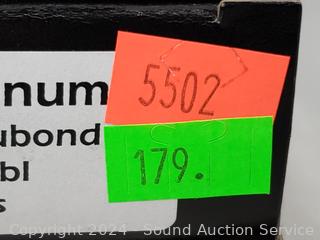 5502
num
ubond
179.
bl
s
Copyright © 2024 - Sound Auction Service